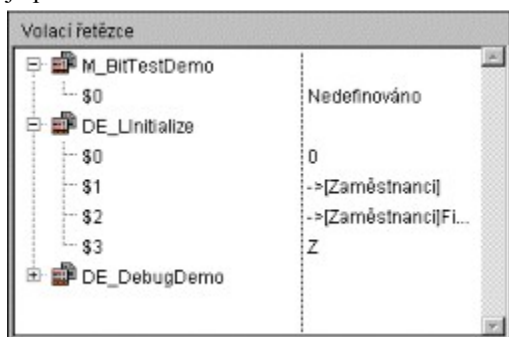 Volací řetězce
M_BitTestDemo
$0 Nedefinováno
DE_LInitialize
$0 0
$1 ->[Zaměstnanci]
$2 ->[Zaměstnanci]Fi...
$3 Z
DE_DebugDemo